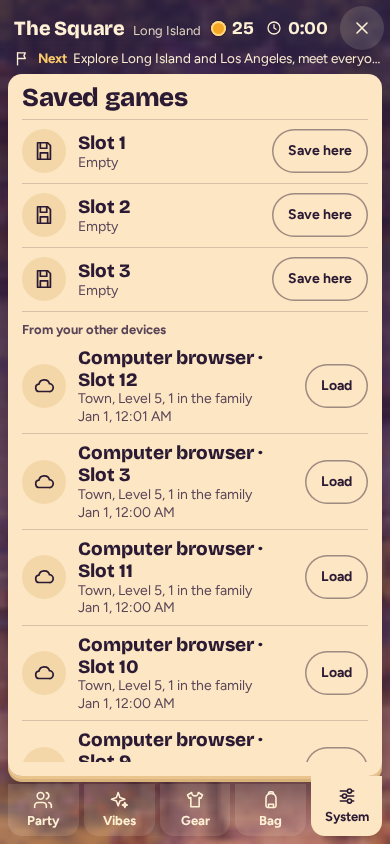 The Square Long Island 25 0:00
Next Explore Long Island and Los Angeles, meet everyo...
Saved games
Slot 1
Empty
Save here
Slot 2
Empty
Save here
Slot 3
Empty
Save here
From your other devices
Computer browser ·
Slot 12
Town, Level 5, 1 in the family
Jan 1, 12:01 AM
Load
Computer browser ·
Slot 3
Town, Level 5, 1 in the family
Jan 1, 12:00 AM
Load
Computer browser ·
Slot 11
Town, Level 5, 1 in the family
Jan 1, 12:00 AM
Load
Computer browser ·
Slot 10
Town, Level 5, 1 in the family
Jan 1, 12:00 AM
Load
Computer browser ·
Slot 9
Party Vibes Gear Bag System